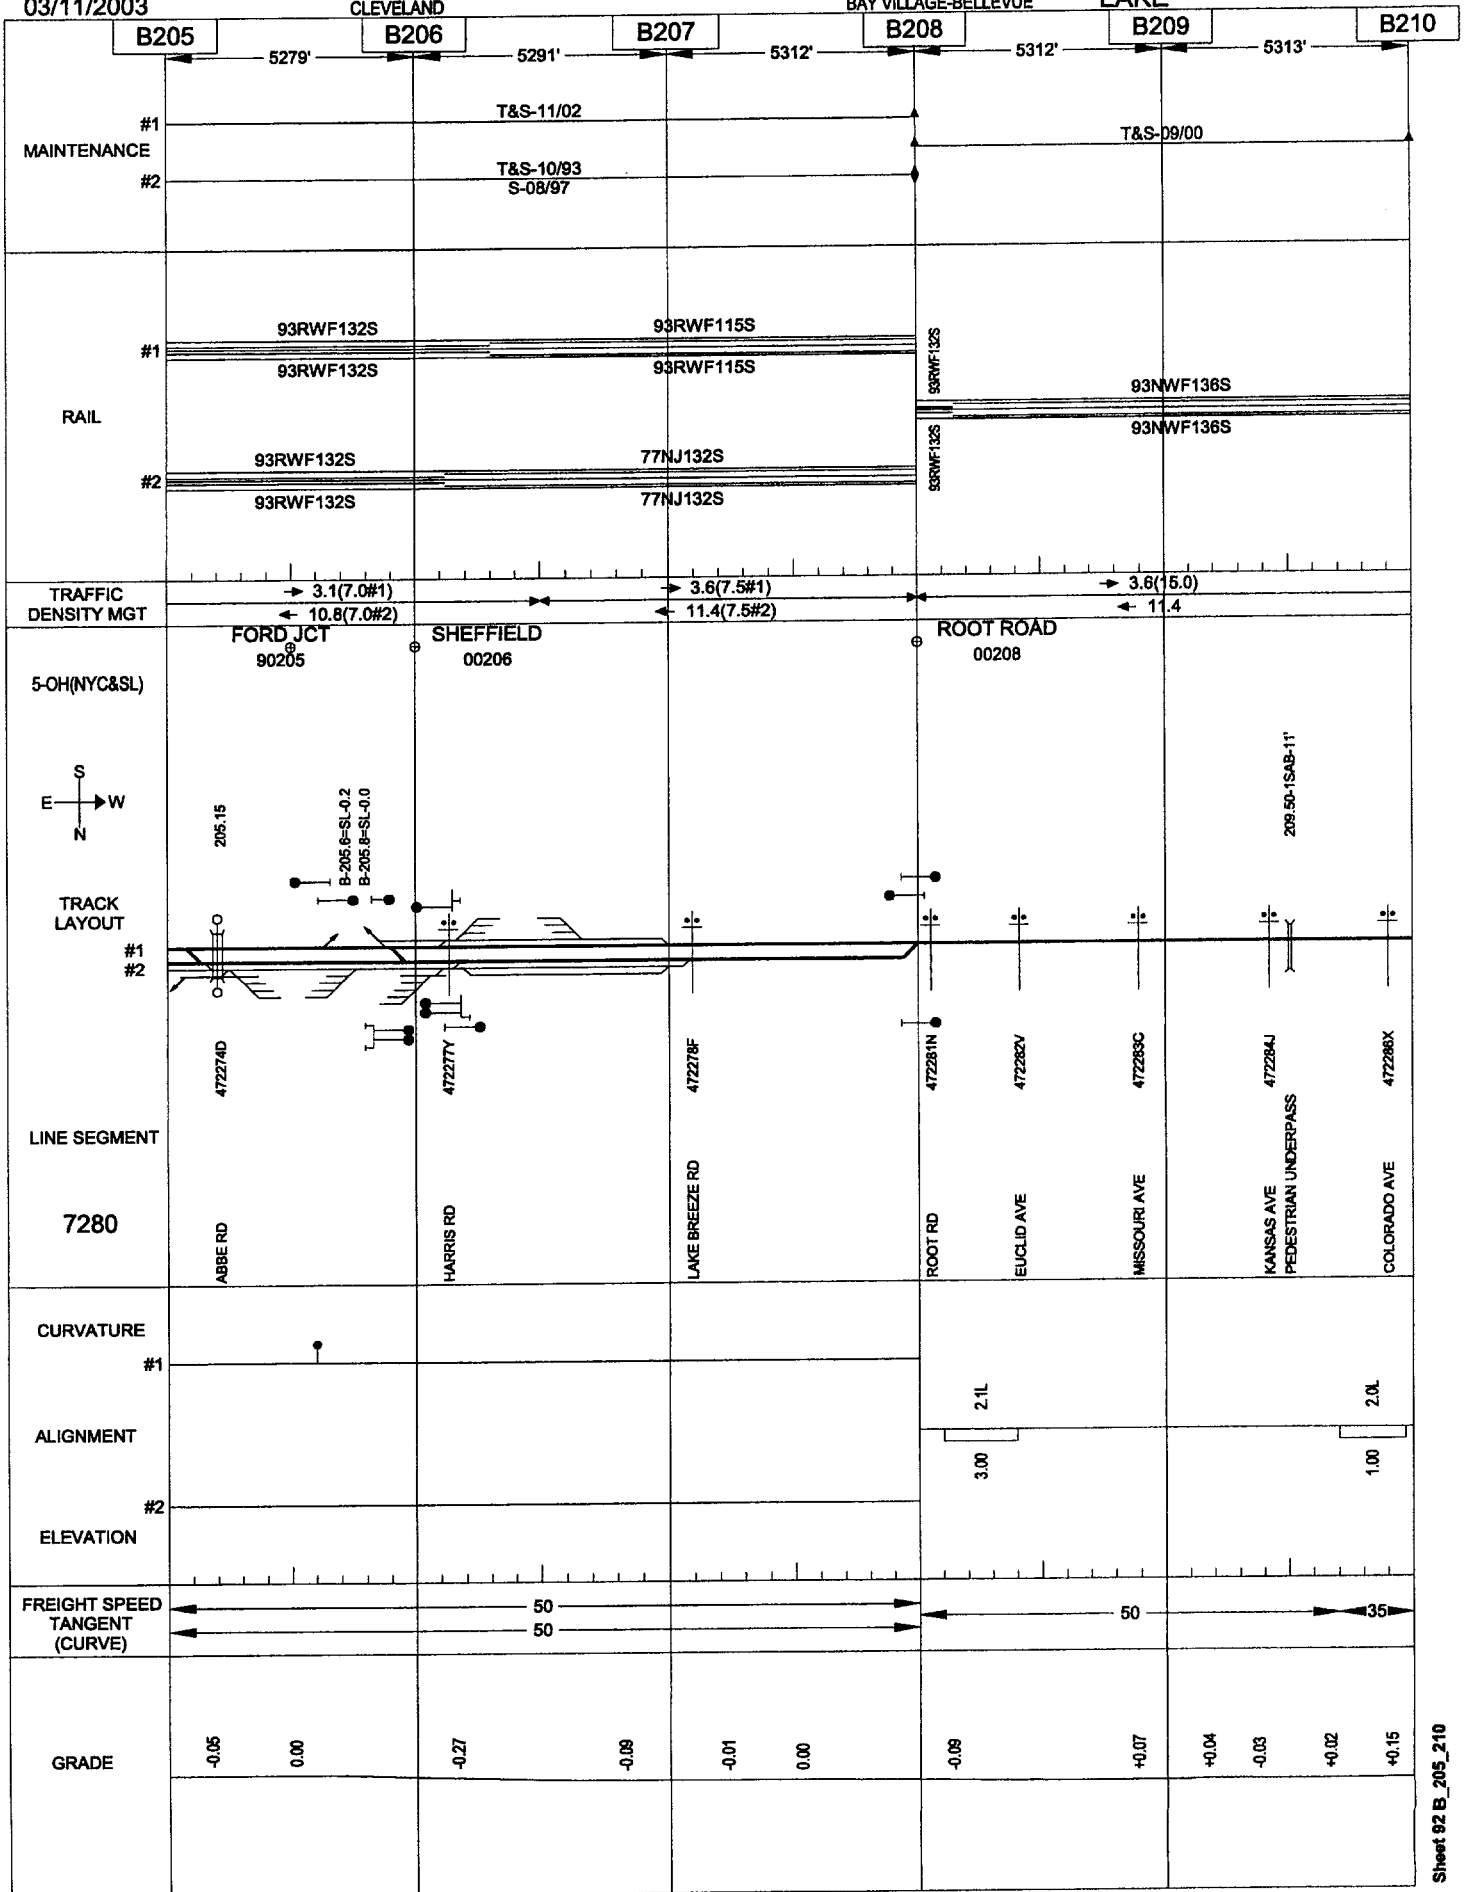 03/11/2003 CLEVELAND BAY VILLAGE-BELLEVUE LAKE
B205 B206 B207 B208 B209 B210
5279' 5291' 5312' 5312' 5313'
MAINTENANCE
#1 T&S-11/02
T&S-09/00
#2 T&S-10/93
S-08/97
RAIL
#1 93RWF132S 93RWF115S
93RWF132S 93RWF115S
93RWF132S
93RWF132S
93NWF136S
93NWF136S
#2 93RWF132S 77NJ132S
93RWF132S 77NJ132S
TRAFFIC
DENSITY MGT
3.1(7.0#1) 3.6(7.5#1) 3.6(15.0)
10.8(7.0#2) 11.4(7.5#2) 11.4
FORD JCT SHEFFIELD ROOT ROAD
90205 00206 00208
5-OH(NYC&SL)
S
E W
N
205.15
B-205.6=SL-0.2
B-205.8=SL-0.0
209.50-1SAB-11'
TRACK
LAYOUT
#1
#2
472274D
472277Y
472278F
472281N
472282V
472283C
472284J
472286X
LINE SEGMENT
7280
ABBE RD
HARRIS RD
LAKE BREEZE RD
ROOT RD
EUCLID AVE
MISSOURI AVE
KANSAS AVE
PEDESTRIAN UNDERPASS
COLORADO AVE
CURVATURE
#1
ALIGNMENT
2.1L
3.00
2.0L
1.00
#2
ELEVATION
FREIGHT SPEED
TANGENT
(CURVE)
50
50
50 35
GRADE
-0.05 0.00 -0.27 -0.09 -0.01 0.00 -0.09 +0.07 +0.04 -0.03 +0.02 +0.15
Sheet 92 B_205_210